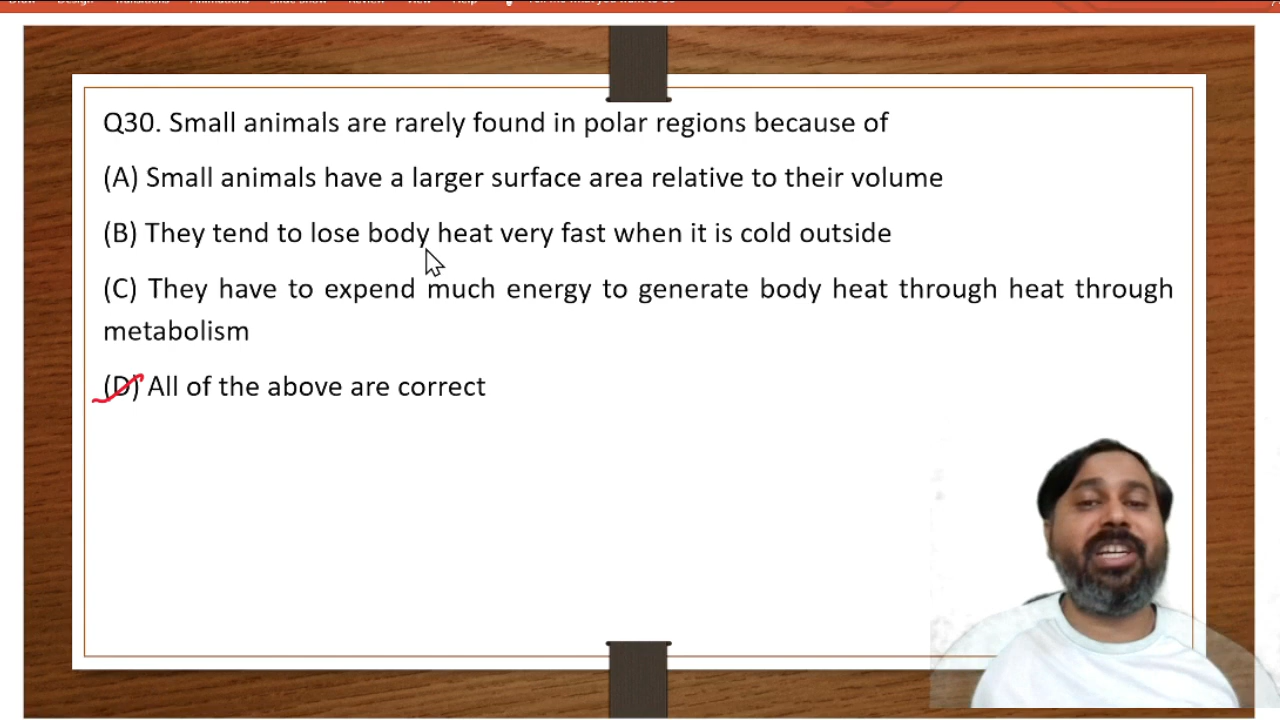 Q30. Small animals are rarely found in polar regions because of
(A) Small animals have a larger surface area relative to their volume
(B) They tend to lose body heat very fast when it is cold outside
(C) They have to expend much energy to generate body heat through heat through
metabolism
(D) All of the above are correct